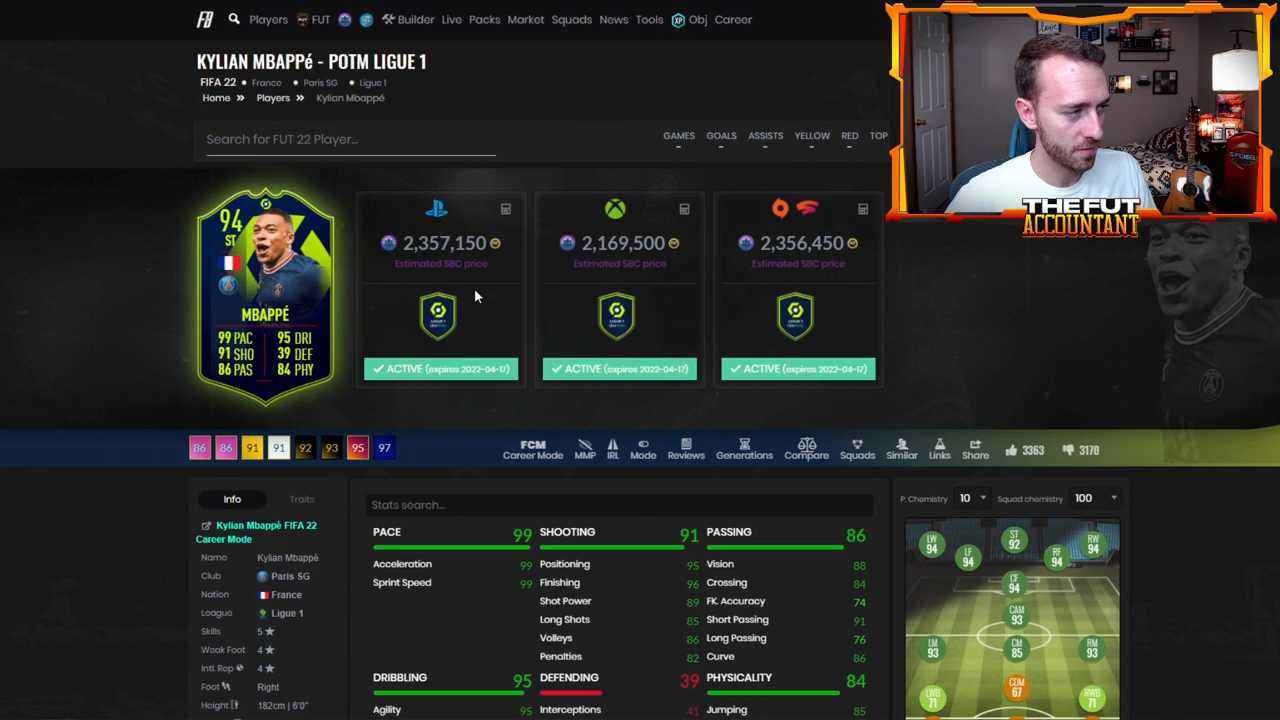 FB Players FUT Builder Live Packs Market Squads News Tools XP Obj Career
KYLIAN MBAPPé - POTM LIGUE 1
FIFA 22 • France • Paris SG • Ligue 1
Home » Players » Kylian Mbappé
Search for FUT 22 Player...
GAMES GOALS ASSISTS YELLOW RED TOP
- - - - -
94
ST
MBAPPÉ
99 PAC 95 DRI
91 SHO 39 DEF
86 PAS 84 PHY
2,357,150
Estimated SBC price
LIGUE 1
ACTIVE (expires 2022-04-17)
2,169,500
Estimated SBC price
LIGUE 1
ACTIVE (expires 2022-04-17)
2,356,450
Estimated SBC price
LIGUE 1
ACTIVE (expires 2022-04-17)
THE FUT
ACCOUNTANT
86 86 91 91 92 93 95 97
FCM
Career Mode MMP IRL Mode Reviews Generations Compare Squads Similar Links Share 3363 3170
Info Traits
Kylian Mbappé FIFA 22
Career Mode
Name Kylian Mbappé
Club Paris SG
Nation France
League Ligue 1
Skills 5★
Weak Foot 4★
Intl. Rep 4★
Foot Right
Height 182cm | 6'0"
Stats search...
PACE 99
Acceleration 99
Sprint Speed 99
SHOOTING 91
Positioning 95
Finishing 96
Shot Power 89
Long Shots 85
Volleys 86
Penalties 82
PASSING 86
Vision 88
Crossing 84
FK. Accuracy 74
Short Passing 91
Long Passing 76
Curve 86
DRIBBLING 95
Agility 95
DEFENDING 39
Interceptions 41
PHYSICALITY 84
Jumping 85
P. Chemistry 10 Squad chemistry 100
LW 94
LF 94
ST 92
RF 94
RW 94
CF 94
CAM 93
LM 93
CM 85
RM 93
CDM 67
LWB 71
RWB 71